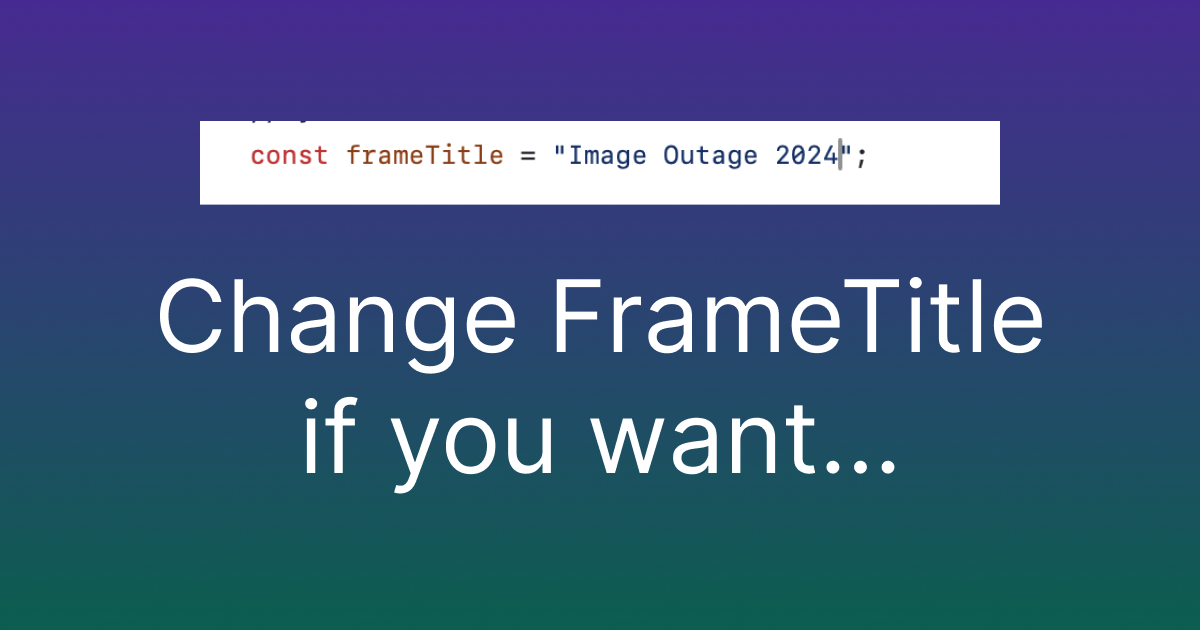 const frameTitle = "Image Outage 2024";
Change FrameTitle
if you want...